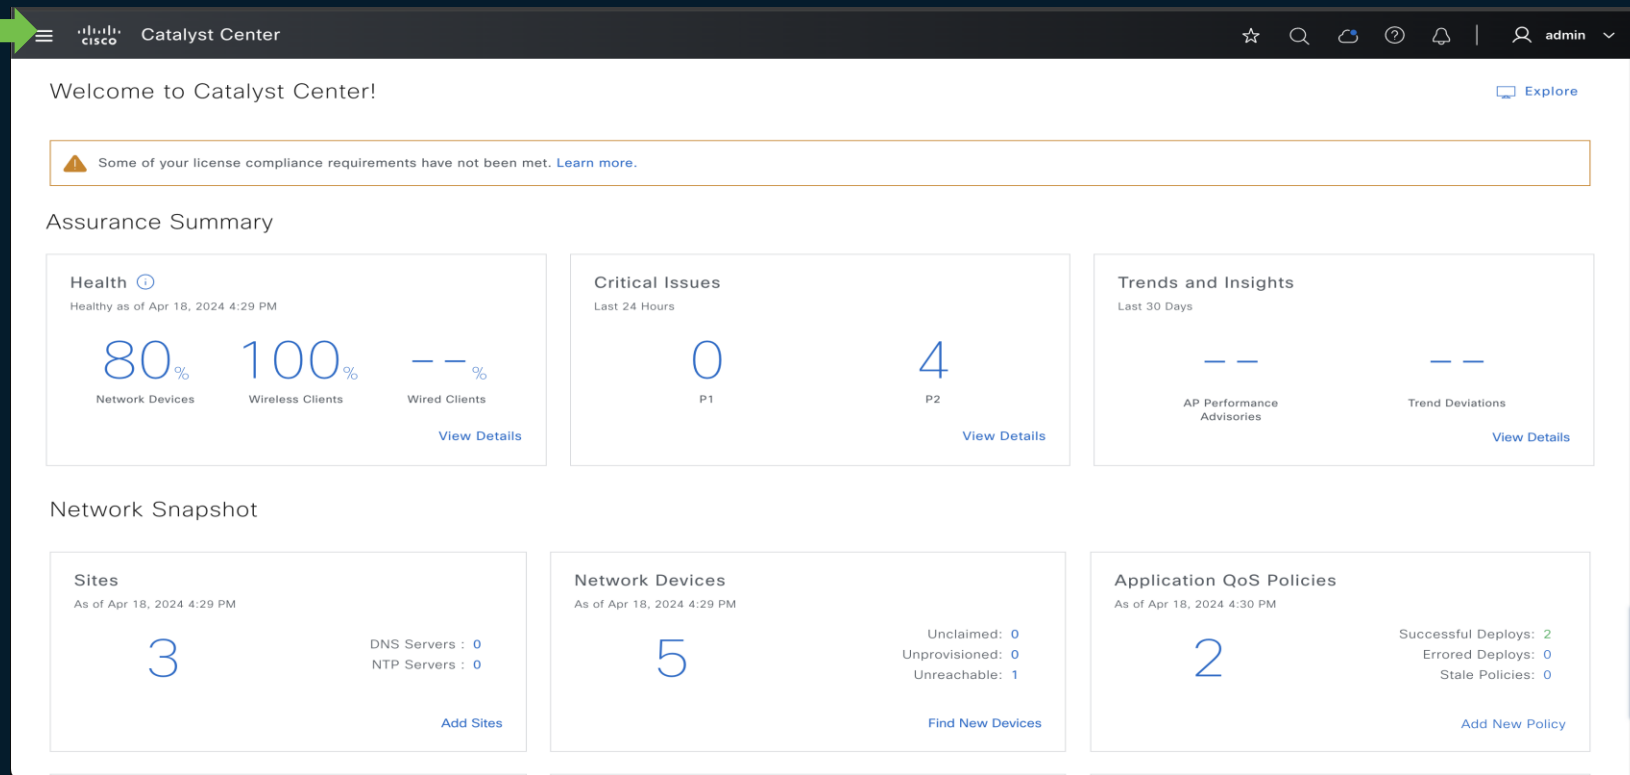 CISCO Catalyst Center
admin
Welcome to Catalyst Center!
Explore
Some of your license compliance requirements have not been met. Learn more.
Assurance Summary
Health
Healthy as of Apr 18, 2024 4:29 PM
80% 100% --%
Network Devices Wireless Clients Wired Clients
View Details
Critical Issues
Last 24 Hours
0 4
P1 P2
View Details
Trends and Insights
Last 30 Days
-- --
AP Performance
Advisories
Trend Deviations
View Details
Network Snapshot
Sites
As of Apr 18, 2024 4:29 PM
3
DNS Servers : 0
NTP Servers : 0
Add Sites
Network Devices
As of Apr 18, 2024 4:29 PM
5
Unclaimed: 0
Unprovisioned: 0
Unreachable: 1
Find New Devices
Application QoS Policies
As of Apr 18, 2024 4:30 PM
2
Successful Deploys: 2
Errored Deploys: 0
Stale Policies: 0
Add New Policy